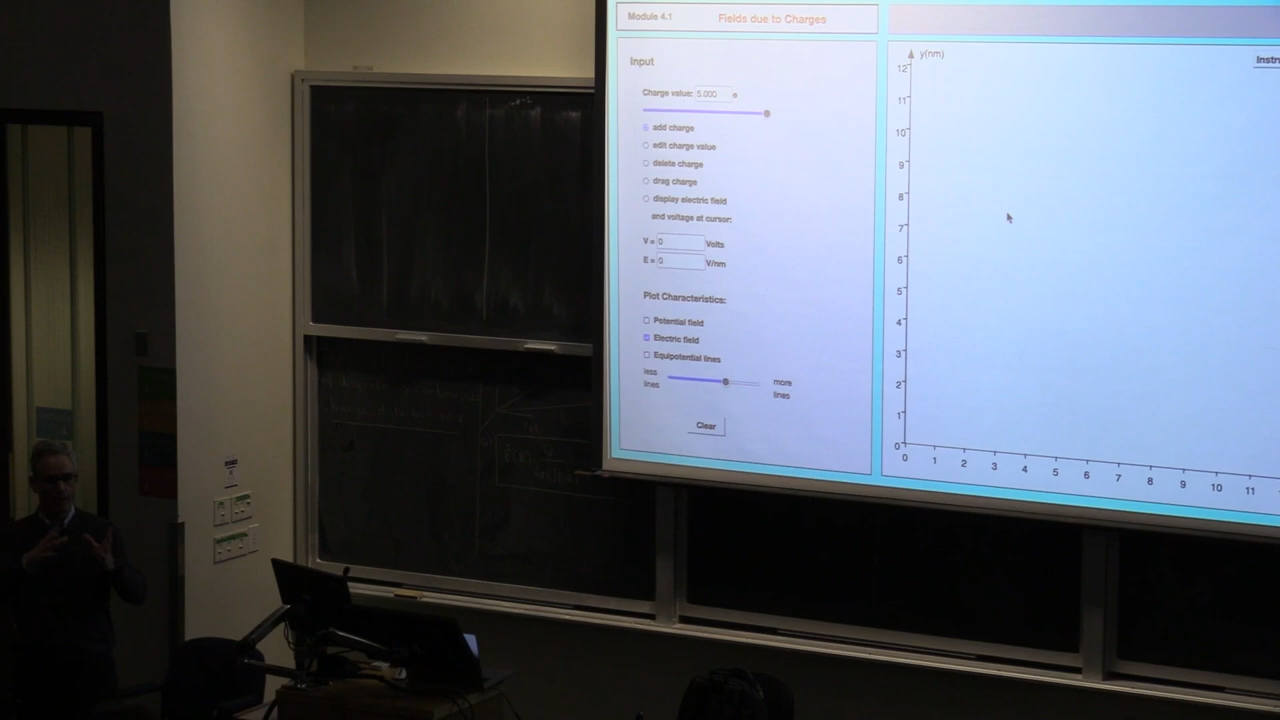 Module 4.1
Fields due to Charges
Input
Charge value: 5.000 e
add charge
edit charge value
delete charge
drag charge
display electric field
and voltage at cursor:
V = 0 Volts
E = 0 V/nm
Plot Characteristics:
Potential field
Electric field
Equipotential lines
less lines
more lines
Clear
y(nm)
12
11
10
9
8
7
6
5
4
3
2
1
0
0 1 2 3 4 5 6 7 8 9 10 11